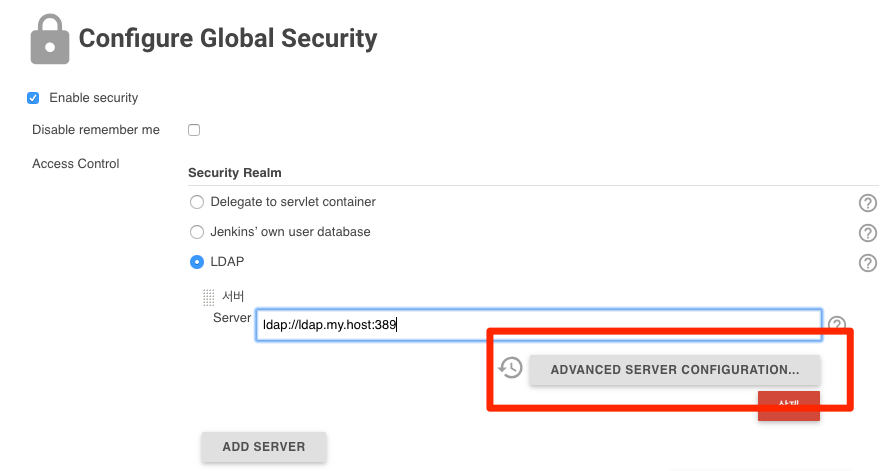 Configure Global Security
Enable security
Disable remember me
Access Control
Security Realm
Delegate to servlet container
Jenkins’ own user database
LDAP
서버
Server
ldap://ldap.my.host:389
ADVANCED SERVER CONFIGURATION...
ADD SERVER